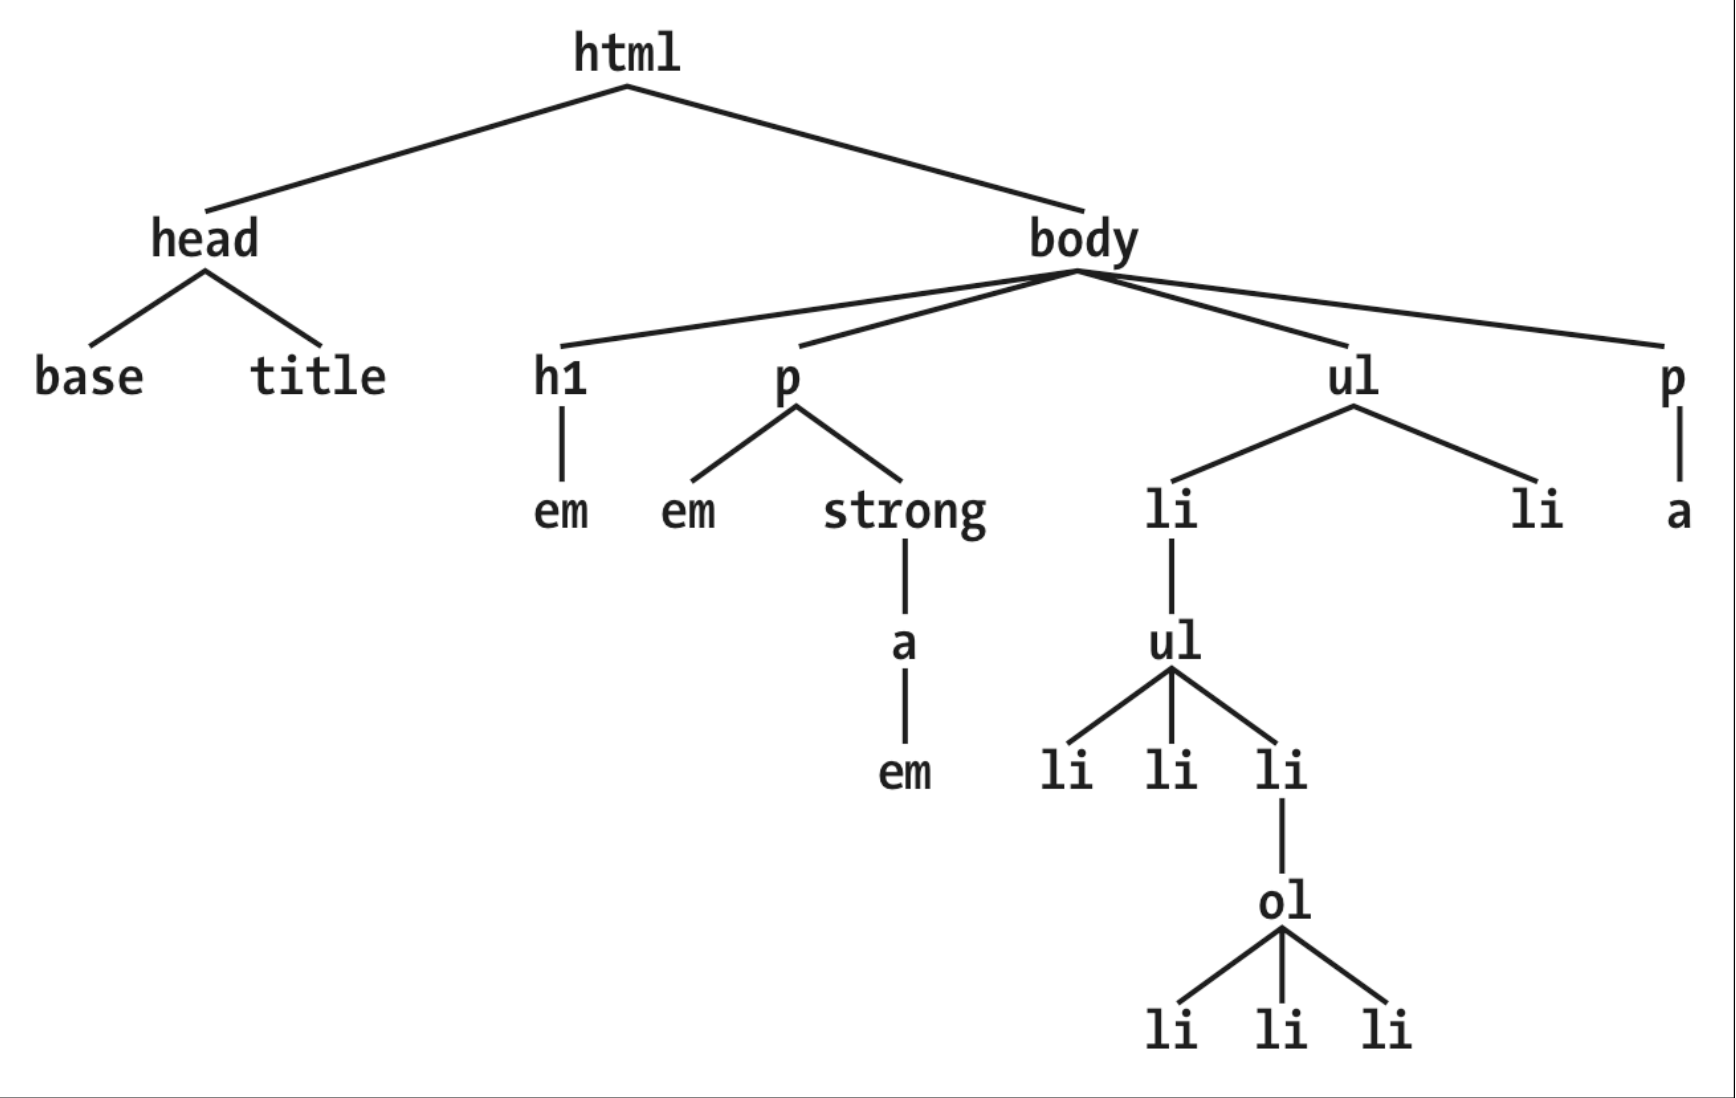 html
head body
base title h1 p ul p
em em strong li li a
a ul
em li li li
ol
li li li